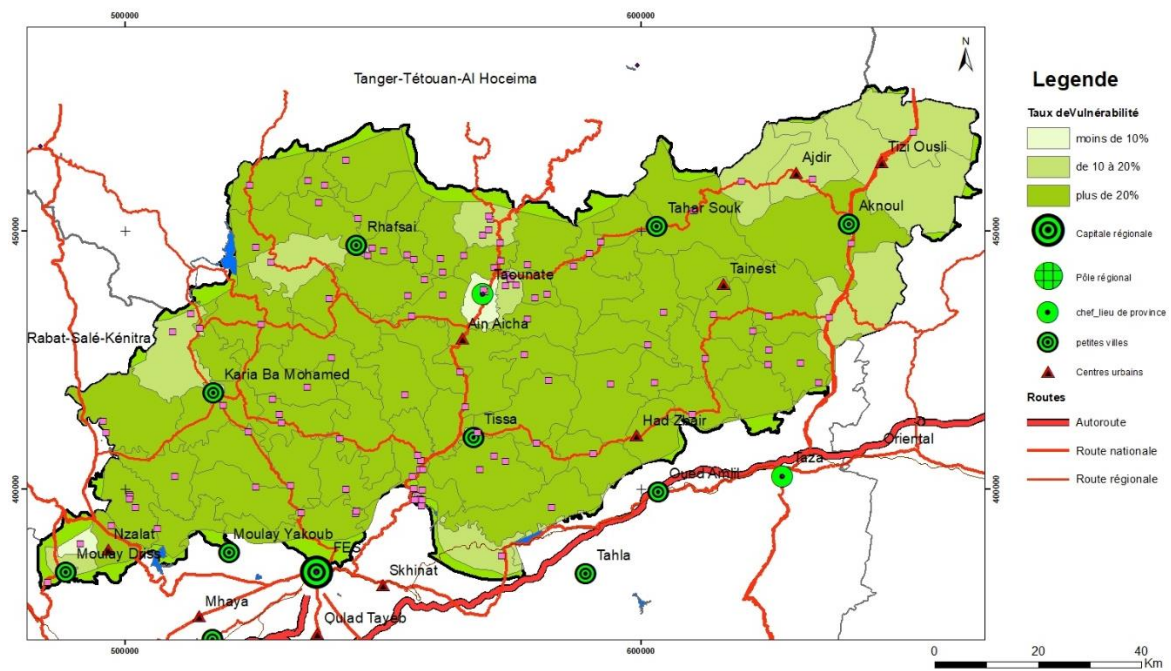 500000
600000
N
Tanger-Tétouan-Al Hoceima
Legende
Taux deVulnérabilité
moins de 10%
de 10 à 20%
plus de 20%
Capitale régionale
Pôle régional
chef_lieu de province
petites villes
Centres urbains
Routes
Autoroute
Route nationale
Route régionale
Ajdir
Tizi Ousli
Tahar Souk
Aknoul
450000
450000
Rhafsai
Taounate
Tainest
Ain Aicha
Rabat-Salé-Kénitra
Karia Ba Mohamed
Tissa
Had Zbair
Oriental
Taza
Oued Amlil
400000
400000
Nzalat
Moulay Driss
Moulay Yakoub
FES
Skhinat
Tahla
Mhaya
Oulad Tayeb
500000
600000
0
20
40
Km